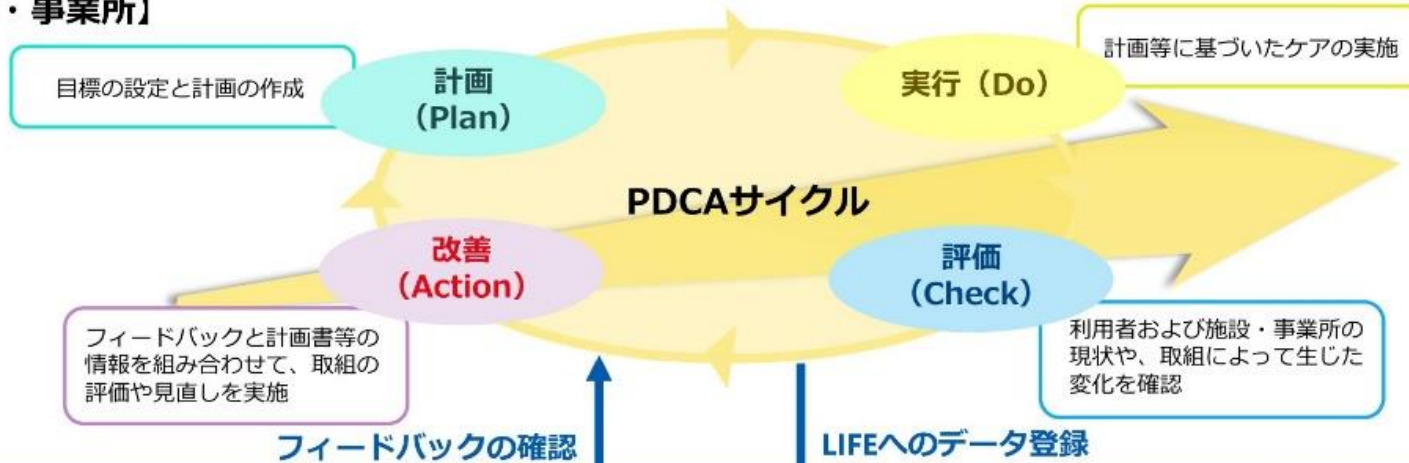 ・事業所】
目標の設定と計画の作成
計画
（Plan）
実行（Do）
計画等に基づいたケアの実施
PDCAサイクル
改善
（Action）
評価
（Check）
フィードバックと計画書等の
情報を組み合わせて、取組の
評価や見直しを実施
利用者および施設・事業所の
現状や、取組によって生じた
変化を確認
フィードバックの確認
LIFEへのデータ登録